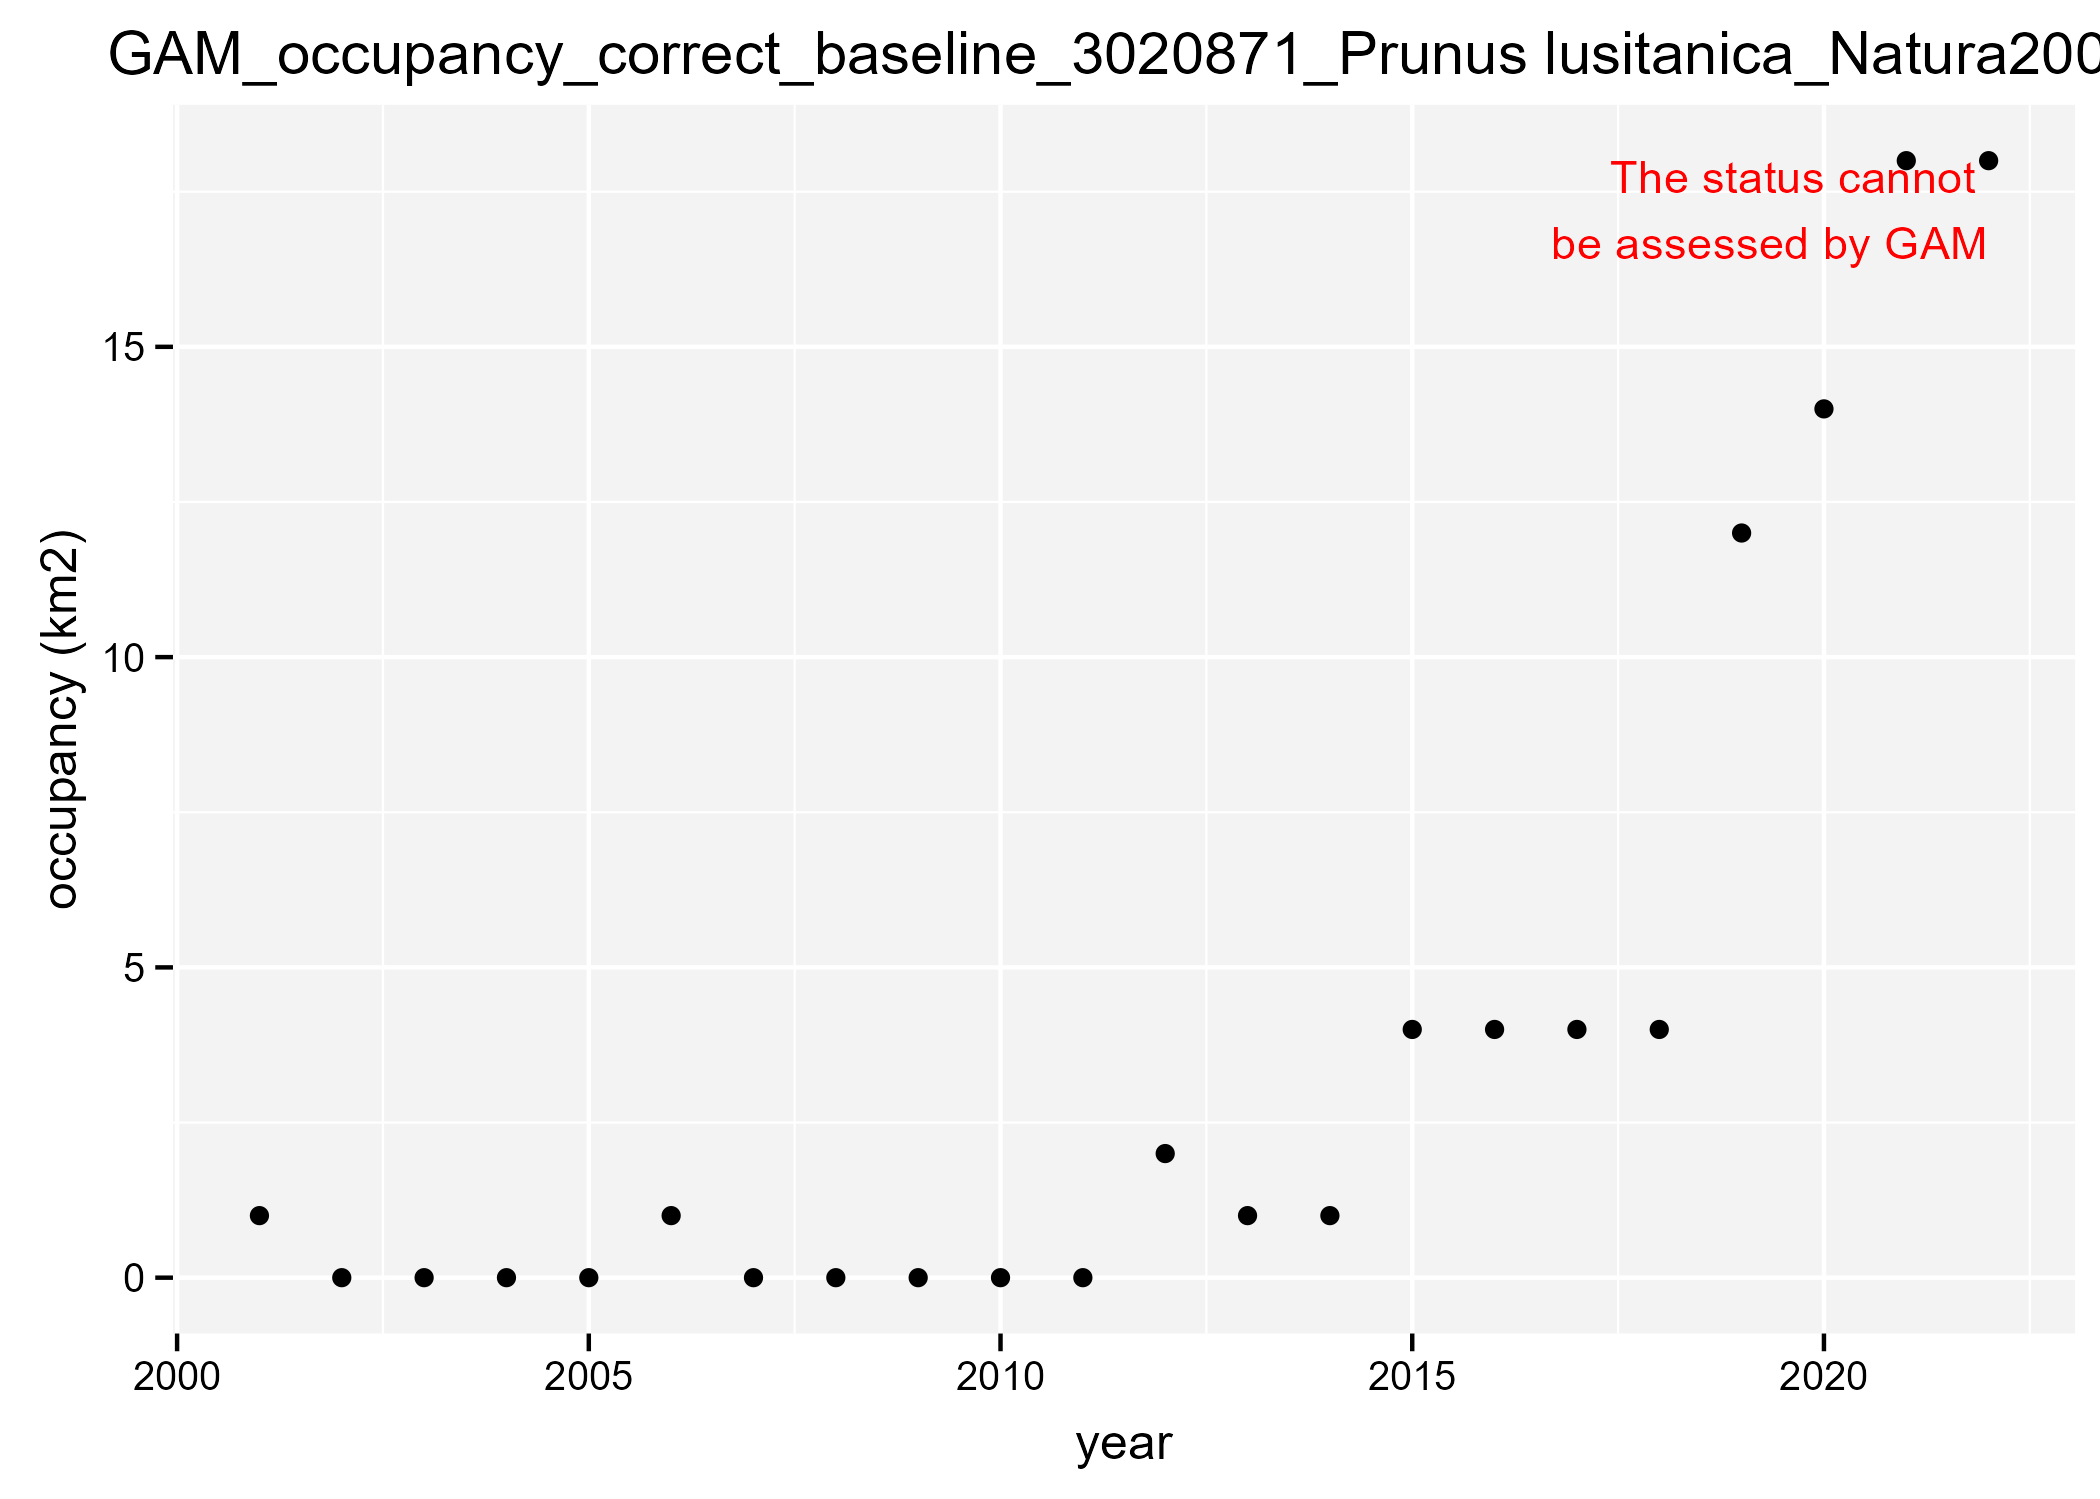 GAM_occupancy_correct_baseline_3020871_Prunus lusitanica_Natura200
The status cannot
be assessed by GAM
15
10
5
0
occupancy (km2)
2000 2005 2010 2015 2020
year